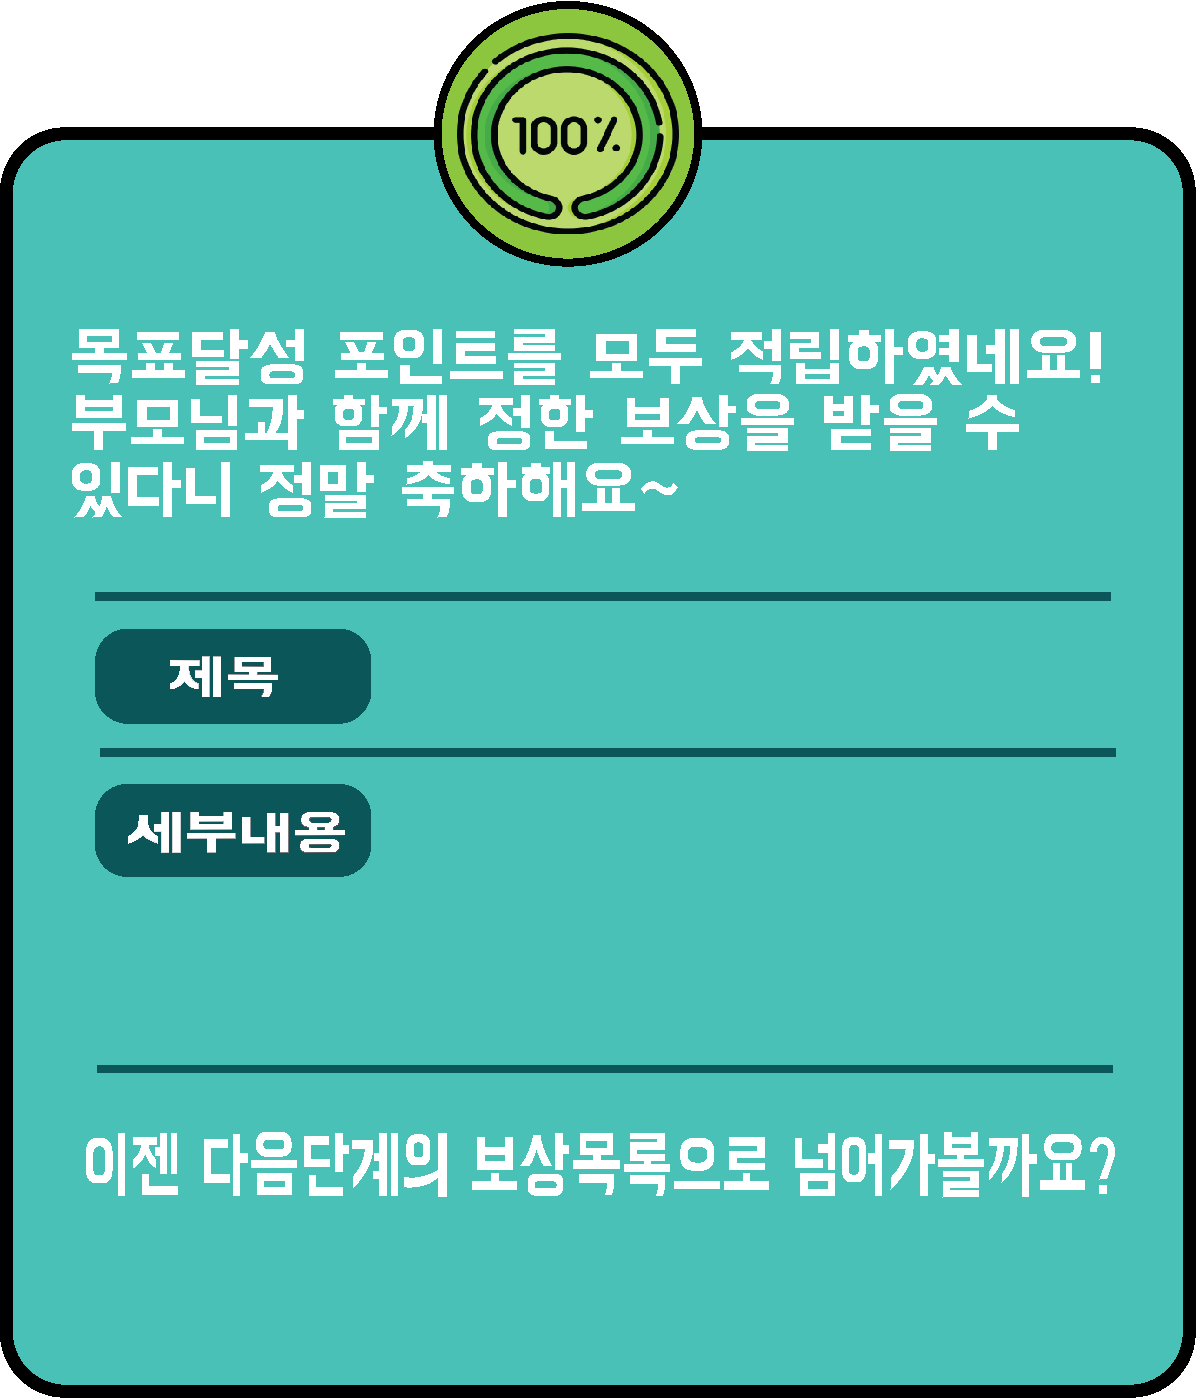 100%
목표달성 포인트를 모두 적립하였네요!
부모님과 함께 정한 보상을 받을 수
있다니 정말 축하해요~
제목
세부내용
이젠 다음단계의 보상목록으로 넘어가볼까요?